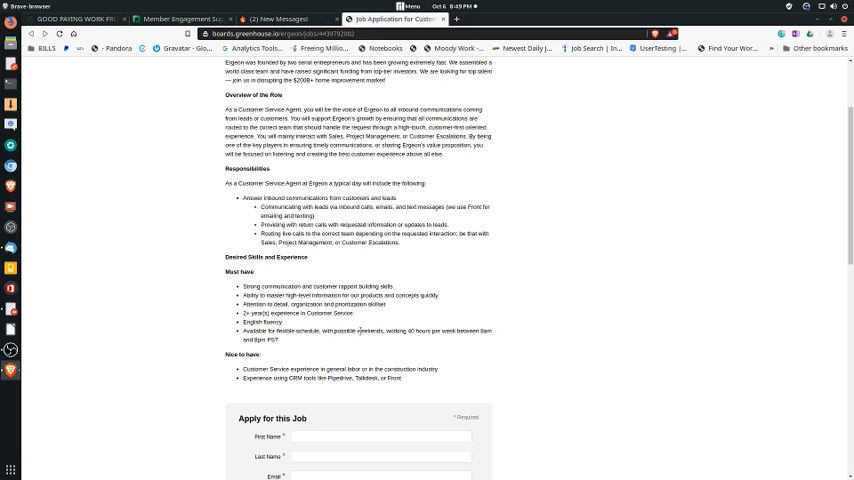 Brave-browser
Menu
Oct 6 8:49 PM
GOOD PAYING WORK FRO
Member Engagement Sup
(2) New Messages!
Job Application for Custom
boards.greenhouse.io/ergeon/jobs/4439792002
BILLS
- Pandora
Gravatar - Glo...
Analytics Tools...
Freeing Millio...
Notebooks
Moody Work -...
Newest Daily J...
Job Search | In...
UserTesting |...
Find Your Wor...
Other bookmarks
Ergeon was founded by two serial entrepreneurs and has been growing extremely fast. We assembled a
world class team and have raised significant funding from top-tier investors. We are looking for top talent
— join us in disrupting the $200B+ home improvement market!
Overview of the Role
As a Customer Service Agent, you will be the voice of Ergeon to all inbound communications coming
from leads or customers. You will support Ergeon's growth by ensuring that all communications are
routed to the correct team that should handle the request through a high-touch, customer-first oriented
experience. You will mainly interact with Sales, Project Management, or Customer Escalations. By being
one of the key players in ensuring timely communications, or sharing Ergeon's value proposition, you
will be focused on listening and creating the best customer experience above all else.
Responsibilities
As a Customer Service Agent at Ergeon a typical day will include the following:
Answer inbound communications from customers and leads
Communicating with leads via inbound calls, emails, and text messages (we use Front for
emailing and texting)
Providing with return calls with requested information or updates to leads.
Routing live calls to the correct team depending on the requested interaction; be that with
Sales, Project Management, or Customer Escalations.
Desired Skills and Experience
Must have:
Strong communication and customer rapport building skills
Ability to master high-level information for our products and concepts quickly
Attention to detail, organization and prioritization skillset
2+ year(s) experience in Customer Service
English fluency
Available for flexible schedule, with possible weekends, working 40 hours per week between 8am
and 8pm PST
Nice to have:
Customer Service experience in general labor or in the construction industry
Experience using CRM tools like Pipedrive, Talkdesk, or Front
Apply for this Job
* Required
First Name *
Last Name *
Email *